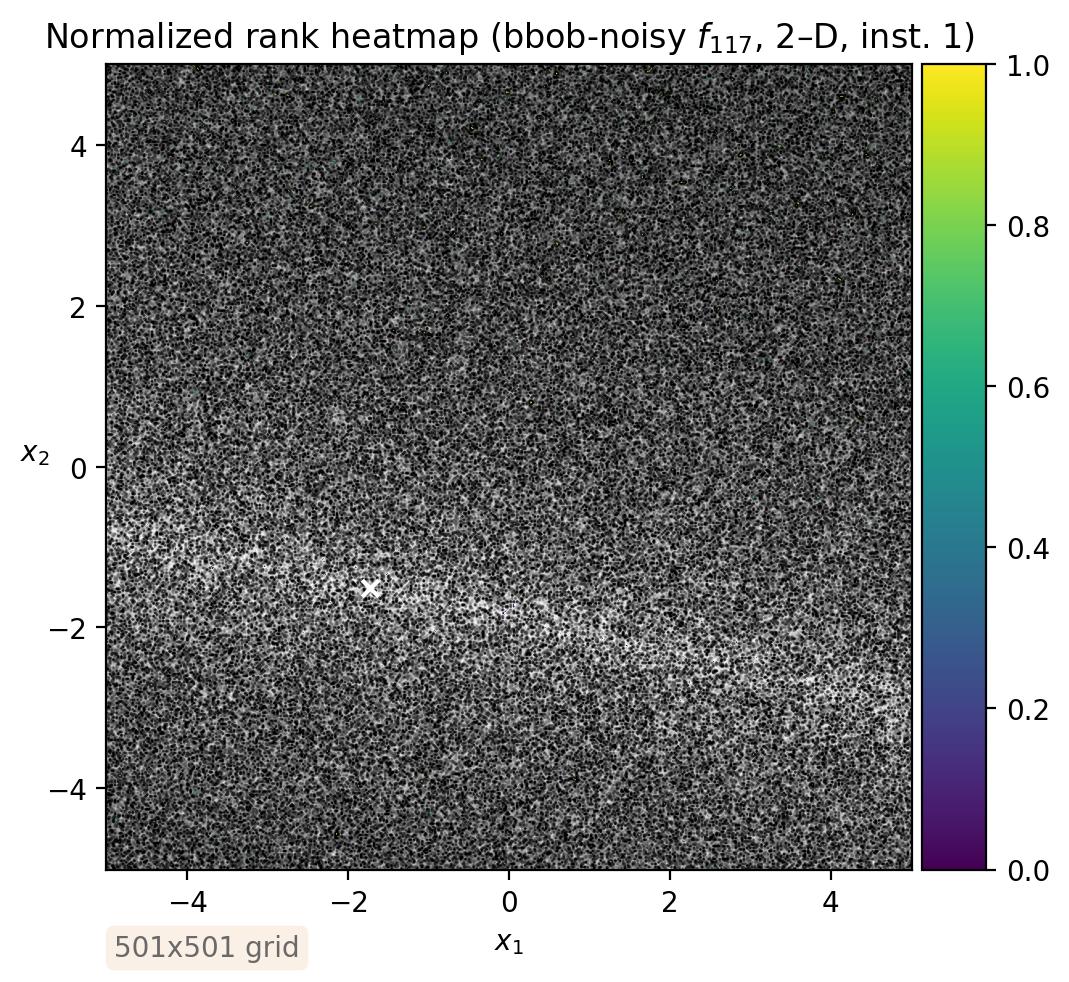 Normalized rank heatmap (bbob-noisy f₁₁₇, 2–D, inst. 1)
1.0
4
0.8
2
0.6
x₂ 0
0.4
−2
0.2
−4
0.0
−4 −2 0 2 4
x₁
501x501 grid